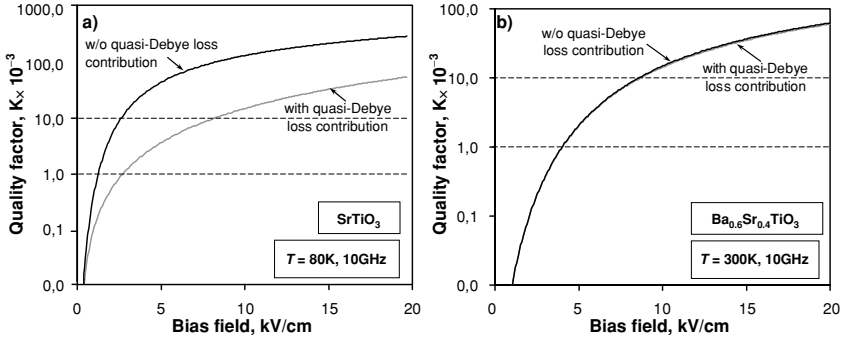 a)
1000,0
100,0
10,0
1,0
0,1
0,0
Quality factor, K× 10⁻³
w/o quasi-Debye loss
contribution
with quasi-Debye
loss contribution
SrTiO₃
T = 80K, 10GHz
0 5 10 15 20
Bias field, kV/cm
b)
100,0
10,0
1,0
0,1
0,0
Quality factor, K× 10⁻³
w/o quasi-Debye
loss contribution
with quasi-Debye
loss contribution
Ba₀.₆Sr₀.₄TiO₃
T = 300K, 10GHz
0 5 10 15 20
Bias field, kV/cm